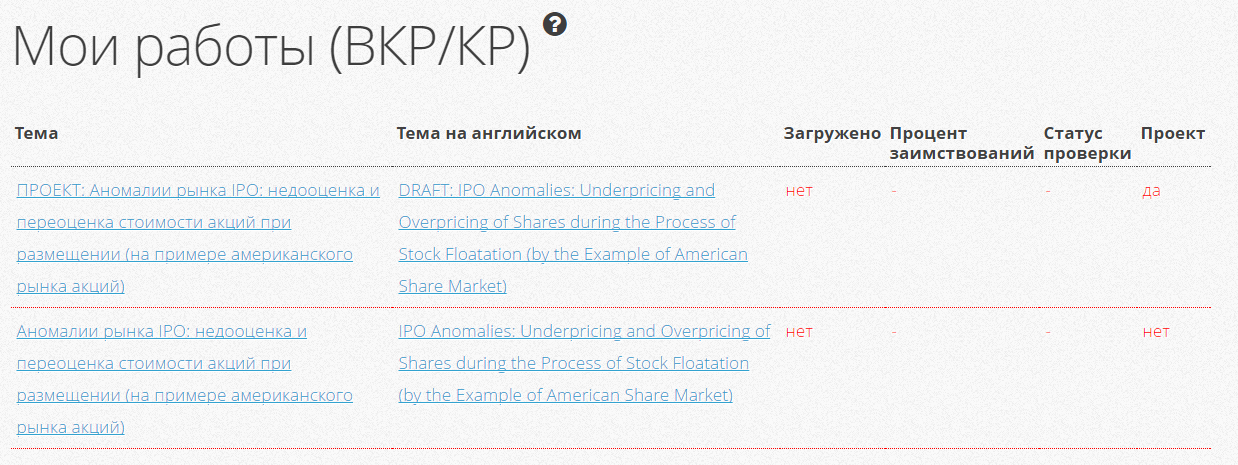 Мои работы (ВКР/КР) ?
Тема Тема на английском Загружено Процент заимствований Статус проверки Проект
ПРОЕКТ: Аномалии рынка IPO: недооценка и
переоценка стоимости акций при
размещении (на примере американского
рынка акций)
DRAFT: IPO Anomalies: Underpricing and
Overpricing of Shares during the Process of
Stock Floatation (by the Example of American
Share Market)
нет - - да
Аномалии рынка IPO: недооценка и
переоценка стоимости акций при
размещении (на примере американского
рынка акций)
IPO Anomalies: Underpricing and Overpricing of
Shares during the Process of Stock Floatation
(by the Example of American Share Market)
нет - - нет